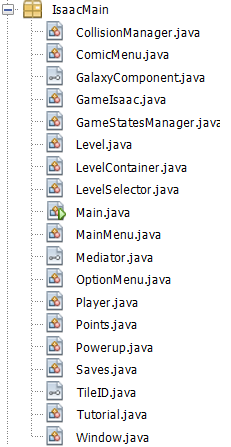 IsaacMain
CollisionManager.java
ComicMenu.java
GalaxyComponent.java
GameIsaac.java
GameStatesManager.java
Level.java
LevelContainer.java
LevelSelector.java
Main.java
MainMenu.java
Mediator.java
OptionMenu.java
Player.java
Points.java
Powerup.java
Saves.java
TileID.java
Tutorial.java
Window.java